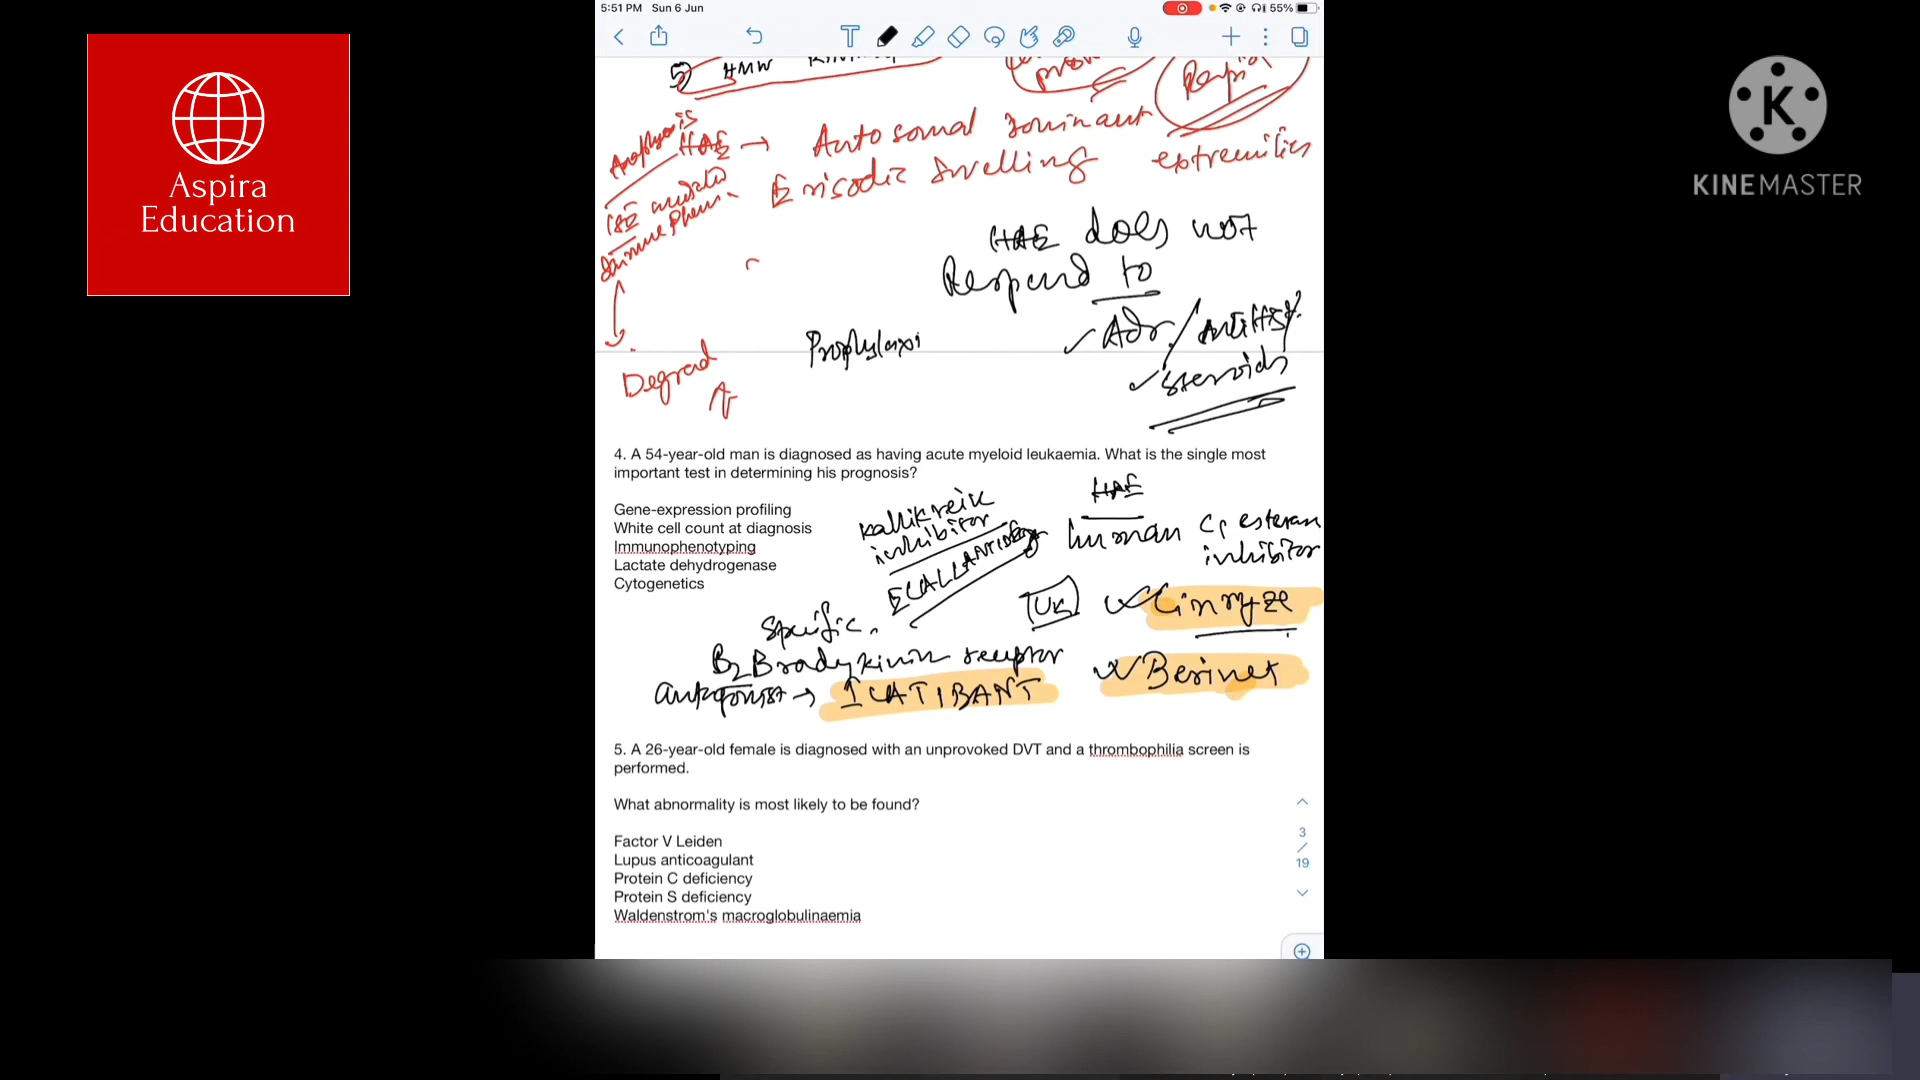 5:51 PM Sun 6 Jun
55%
Aspira
Education
KINEMASTER
5) HMW
HAE → Autosomal dominant
Episodic Swelling extremities
HAE does not
Respond to
Adr. /
steroids
Prophylaxi
Degrad
4. A 54-year-old man is diagnosed as having acute myeloid leukaemia. What is the single most
important test in determining his prognosis?
Gene-expression profiling
White cell count at diagnosis
Immunophenotyping
Lactate dehydrogenase
Cytogenetics
kallikrein
inhibitor
HAE
human C1 esteras
inhibitor
UK
Cinryze
Berinet
Specific
B2 Bradykinin receptor
antagonist → ICATIBANT
5. A 26-year-old female is diagnosed with an unprovoked DVT and a thrombophilia screen is
performed.
What abnormality is most likely to be found?
Factor V Leiden
Lupus anticoagulant
Protein C deficiency
Protein S deficiency
Waldenstrom's macroglobulinaemia
3
/
19